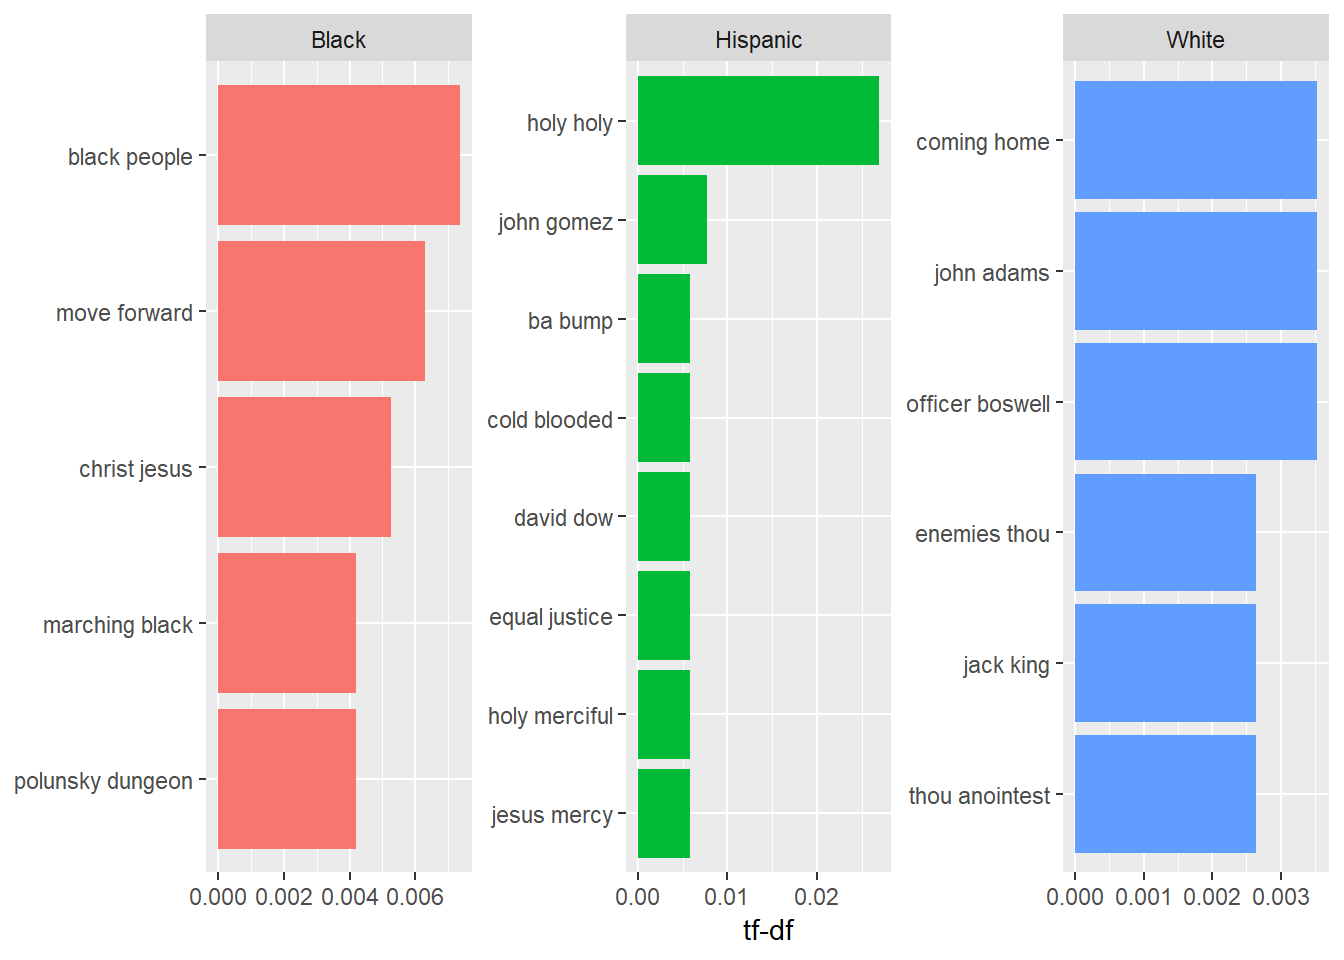 Black
black people
move forward
christ jesus
marching black
polunsky dungeon
0.000 0.002 0.004 0.006
Hispanic
holy holy
john gomez
ba bump
cold blooded
david dow
equal justice
holy merciful
jesus mercy
0.00 0.01 0.02
White
coming home
john adams
officer boswell
enemies thou
jack king
thou anointest
0.000 0.001 0.002 0.003
tf-df